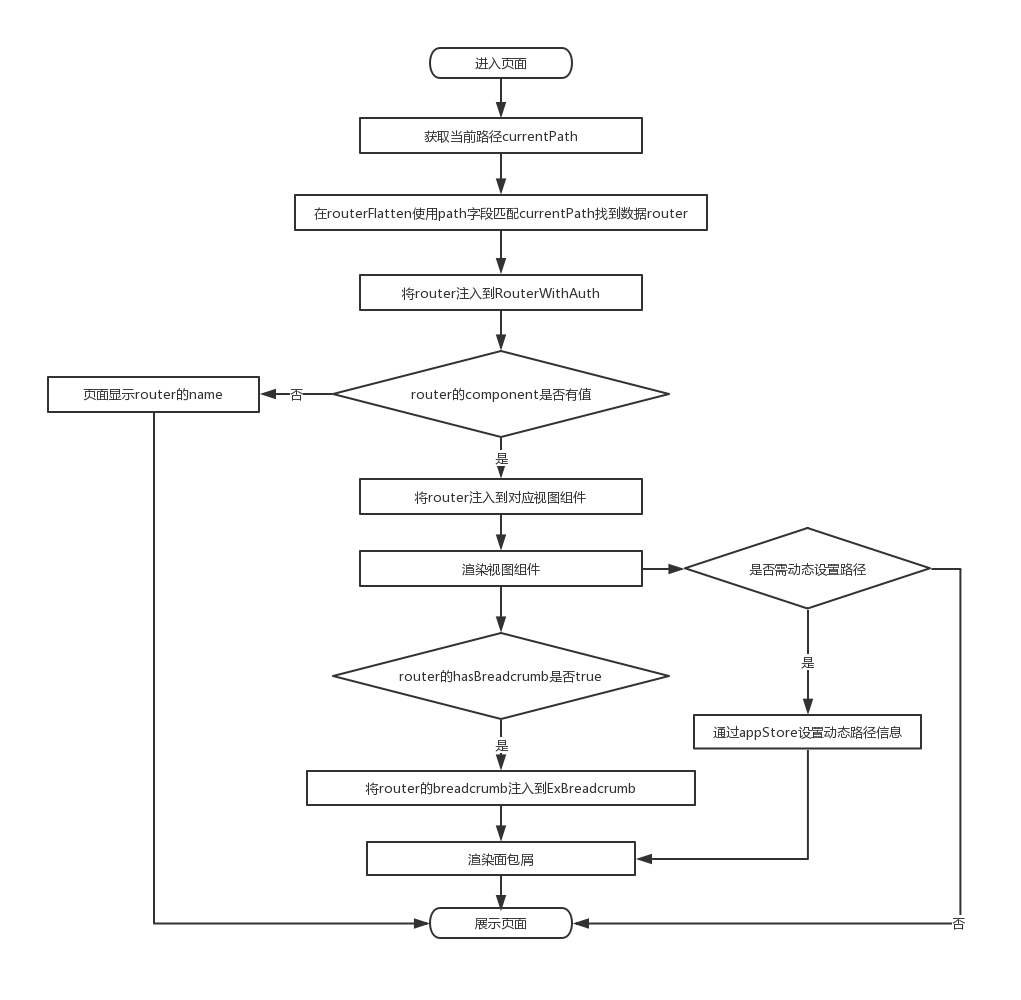 进入页面
获取当前路径currentPath
在routerFlatten使用path字段匹配currentPath找到数据router
将router注入到RouterWithAuth
页面显示router的name
否
router的component是否有值
是
将router注入到对应视图组件
渲染视图组件
是否需动态设置路径
是
router的hasBreadcrumb是否true
通过appStore设置动态路径信息
是
将router的breadcrumb注入到ExBreadcrumb
渲染面包屑
展示页面
否